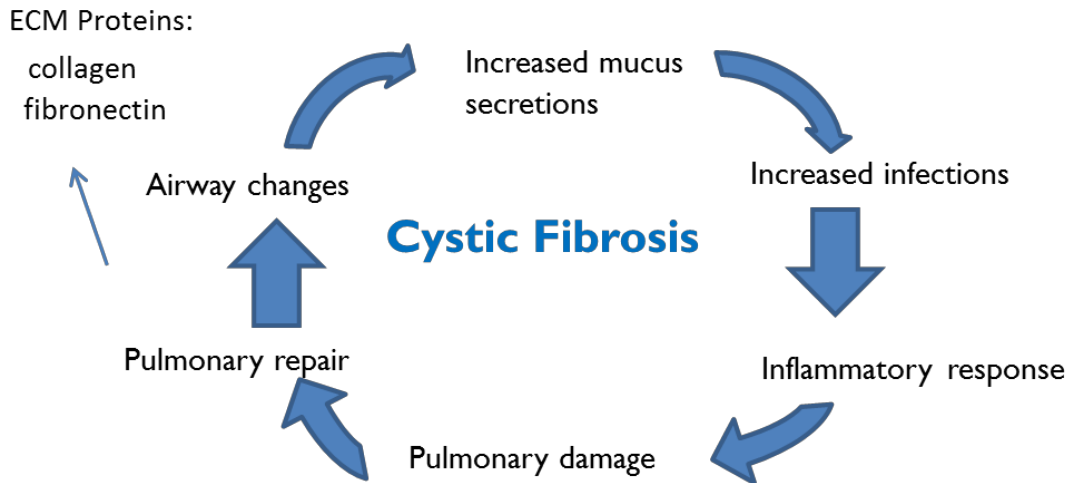 ECM Proteins:
collagen
fibronectin
Increased mucus
secretions
Increased infections
Airway changes
Cystic Fibrosis
Pulmonary repair
Inflammatory response
Pulmonary damage